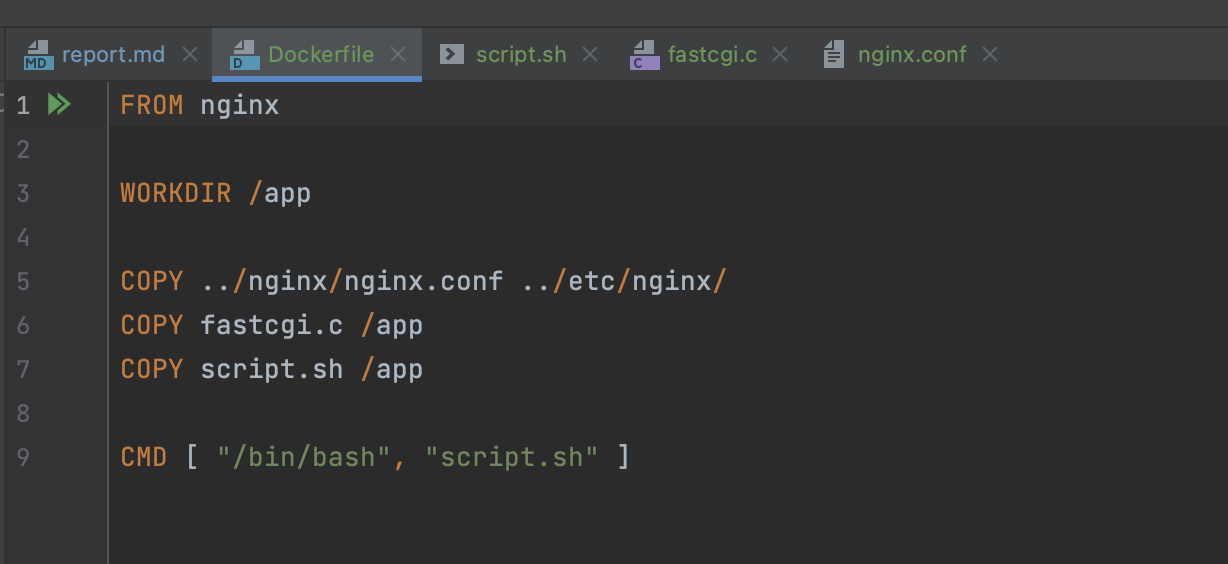 report.md Dockerfile script.sh fastcgi.c nginx.conf
MD D C
1 FROM nginx
2
3 WORKDIR /app
4
5 COPY ../nginx/nginx.conf ../etc/nginx/
6 COPY fastcgi.c /app
7 COPY script.sh /app
8
9 CMD [ "/bin/bash", "script.sh" ]